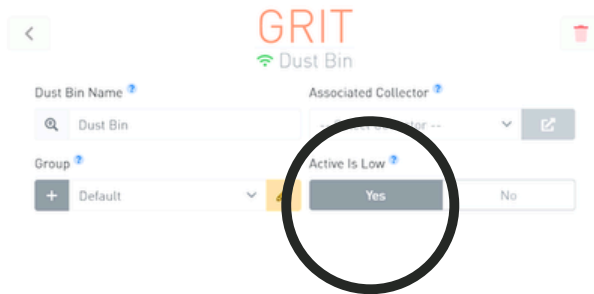 GRIT
Dust Bin
Dust Bin Name ?
Associated Collector ?
Dust Bin
Group ?
Active Is Low ?
+ Default
Yes
No